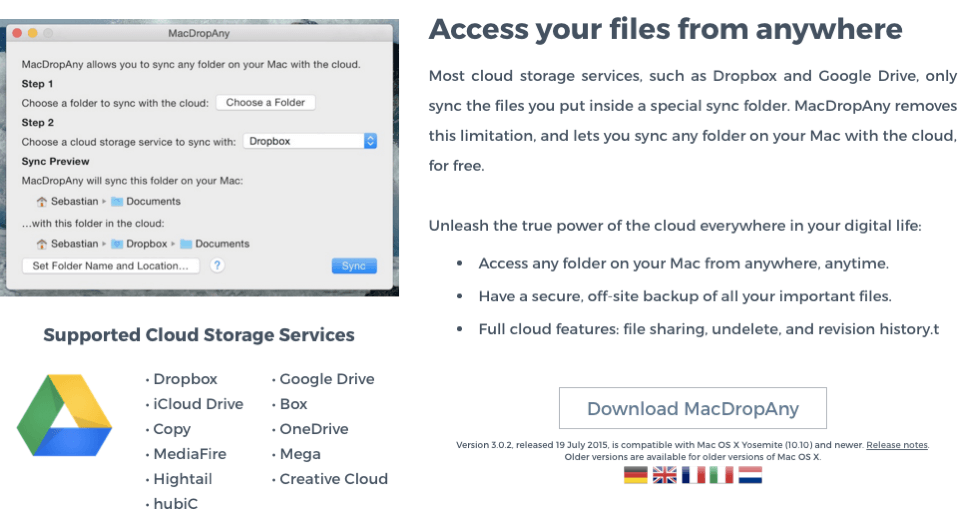 MacDropAny
MacDropAny allows you to sync any folder on your Mac with the cloud.
Step 1
Choose a folder to sync with the cloud: Choose a Folder
Step 2
Choose a cloud storage service to sync with: Dropbox
Sync Preview
MacDropAny will sync this folder on your Mac:
Sebastian ▸ Documents
...with this folder in the cloud:
Sebastian ▸ Dropbox ▸ Documents
Set Folder Name and Location... ? Sync
Supported Cloud Storage Services
• Dropbox
• iCloud Drive
• Copy
• MediaFire
• Hightail
• hubiC
• Google Drive
• Box
• OneDrive
• Mega
• Creative Cloud
Access your files from anywhere
Most cloud storage services, such as Dropbox and Google Drive, only
sync the files you put inside a special sync folder. MacDropAny removes
this limitation, and lets you sync any folder on your Mac with the cloud,
for free.
Unleash the true power of the cloud everywhere in your digital life:
• Access any folder on your Mac from anywhere, anytime.
• Have a secure, off-site backup of all your important files.
• Full cloud features: file sharing, undelete, and revision history.t
Download MacDropAny
Version 3.0.2, released 19 July 2015, is compatible with Mac OS X Yosemite (10.10) and newer. Release notes.
Older versions are available for older versions of Mac OS X.